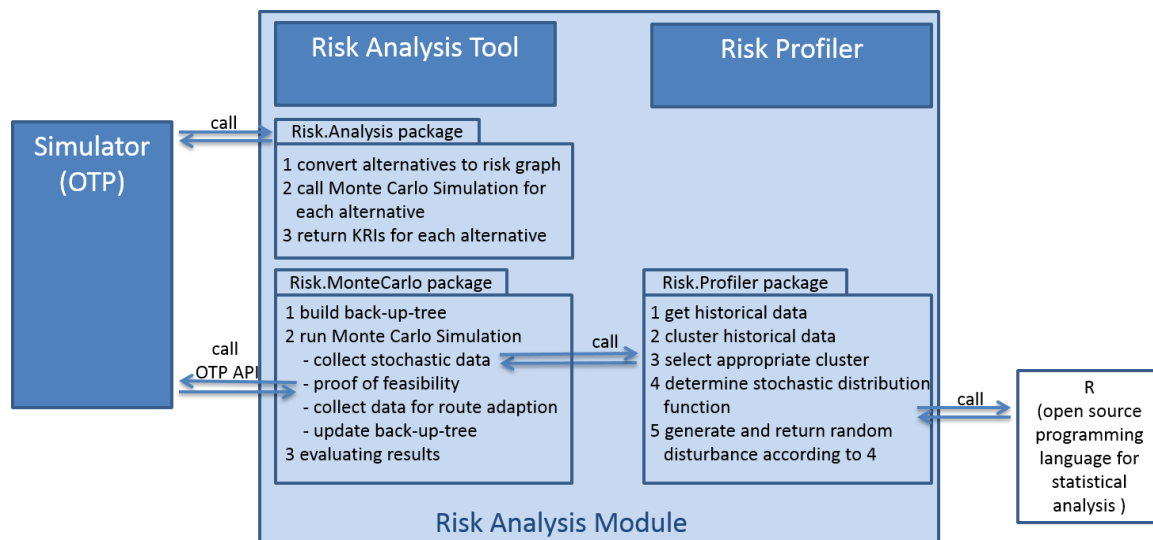 Risk Analysis Tool
Risk Profiler
Simulator
(OTP)
call
Risk.Analysis package
1 convert alternatives to risk graph
2 call Monte Carlo Simulation for
each alternative
3 return KRIs for each alternative
Risk.MonteCarlo package
1 build back-up-tree
2 run Monte Carlo Simulation
- collect stochastic data
- proof of feasibility
- collect data for route adaption
- update back-up-tree
3 evaluating results
call
OTP API
call
Risk.Profiler package
1 get historical data
2 cluster historical data
3 select appropriate cluster
4 determine stochastic distribution
function
5 generate and return random
disturbance according to 4
call
R
(open source
programming
language for
statistical
analysis )
Risk Analysis Module